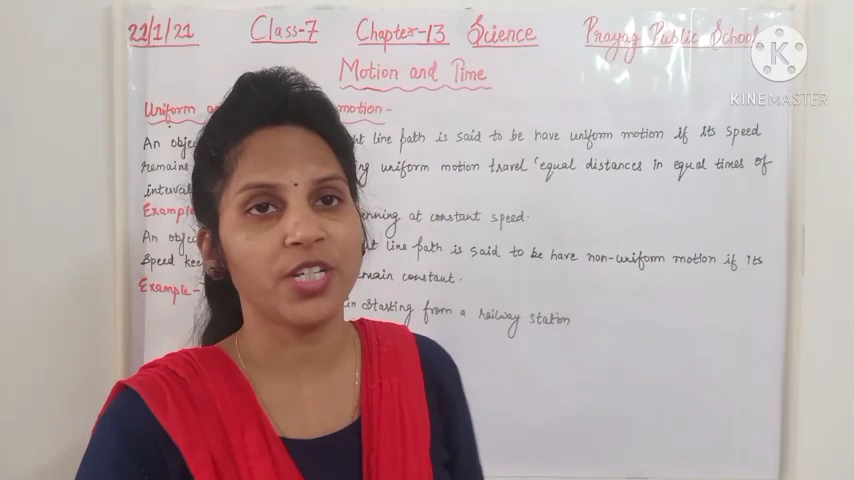 22/1/21 Class-7 Chapter-13 Science Prayag Public School
KINEMASTER
Motion and Time
Uniform motion-
An line path is said to be have uniform motion if its speed
remains uniform motion travel 'equal distances in equal times of
Example at constant speed.
An line path is said to be have non-uniform motion if its
speed constant.
Example- starting from a railway station